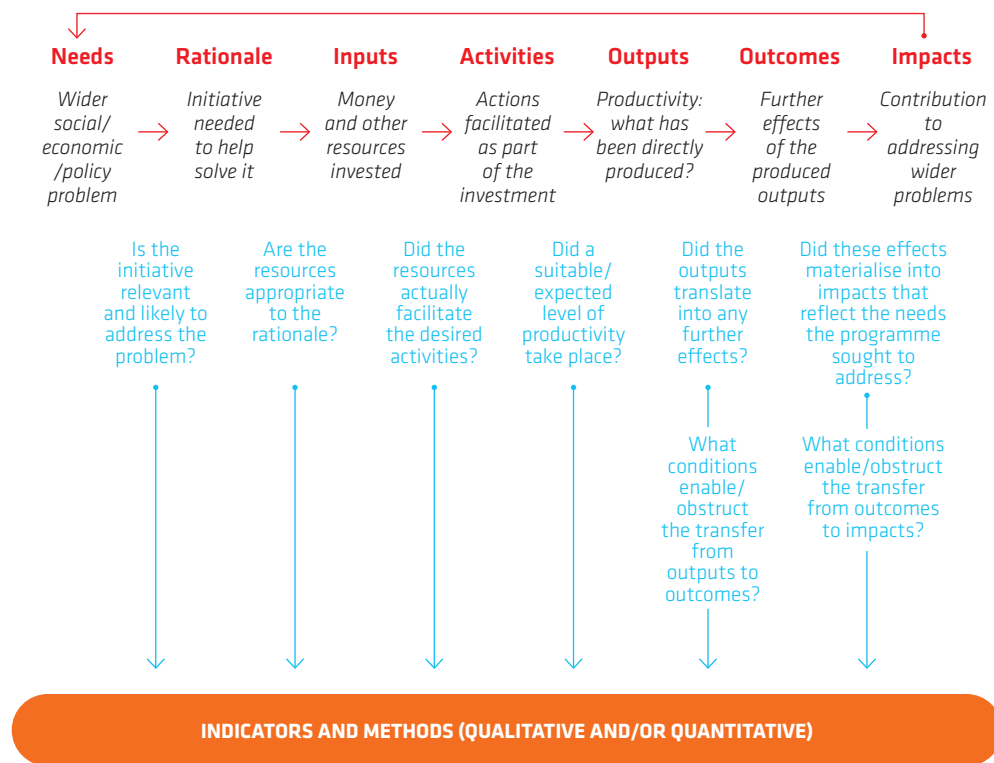 Needs
Rationale
Inputs
Activities
Outputs
Outcomes
Impacts
Wider
social/
economic
/policy
problem
Initiative
needed
to help
solve it
Money
and other
resources
invested
Actions
facilitated
as part
of the
investment
Productivity:
what has
been directly
produced?
Further
effects
of the
produced
outputs
Contribution
to
addressing
wider
problems
Is the
initiative
relevant
and likely to
address the
problem?
Are the
resources
appropriate
to the
rationale?
Did the
resources
actually
facilitate
the desired
activities?
Did a
suitable/
expected
level of
productivity
take place?
Did the
outputs
translate
into any
further
effects?
Did these effects
materialise into
impacts that
reflect the needs
the programme
sought to
address?
What
conditions
enable/
obstruct
the transfer
from
outputs to
outcomes?
What conditions
enable/obstruct
the transfer
from outcomes
to impacts?
INDICATORS AND METHODS (QUALITATIVE AND/OR QUANTITATIVE)